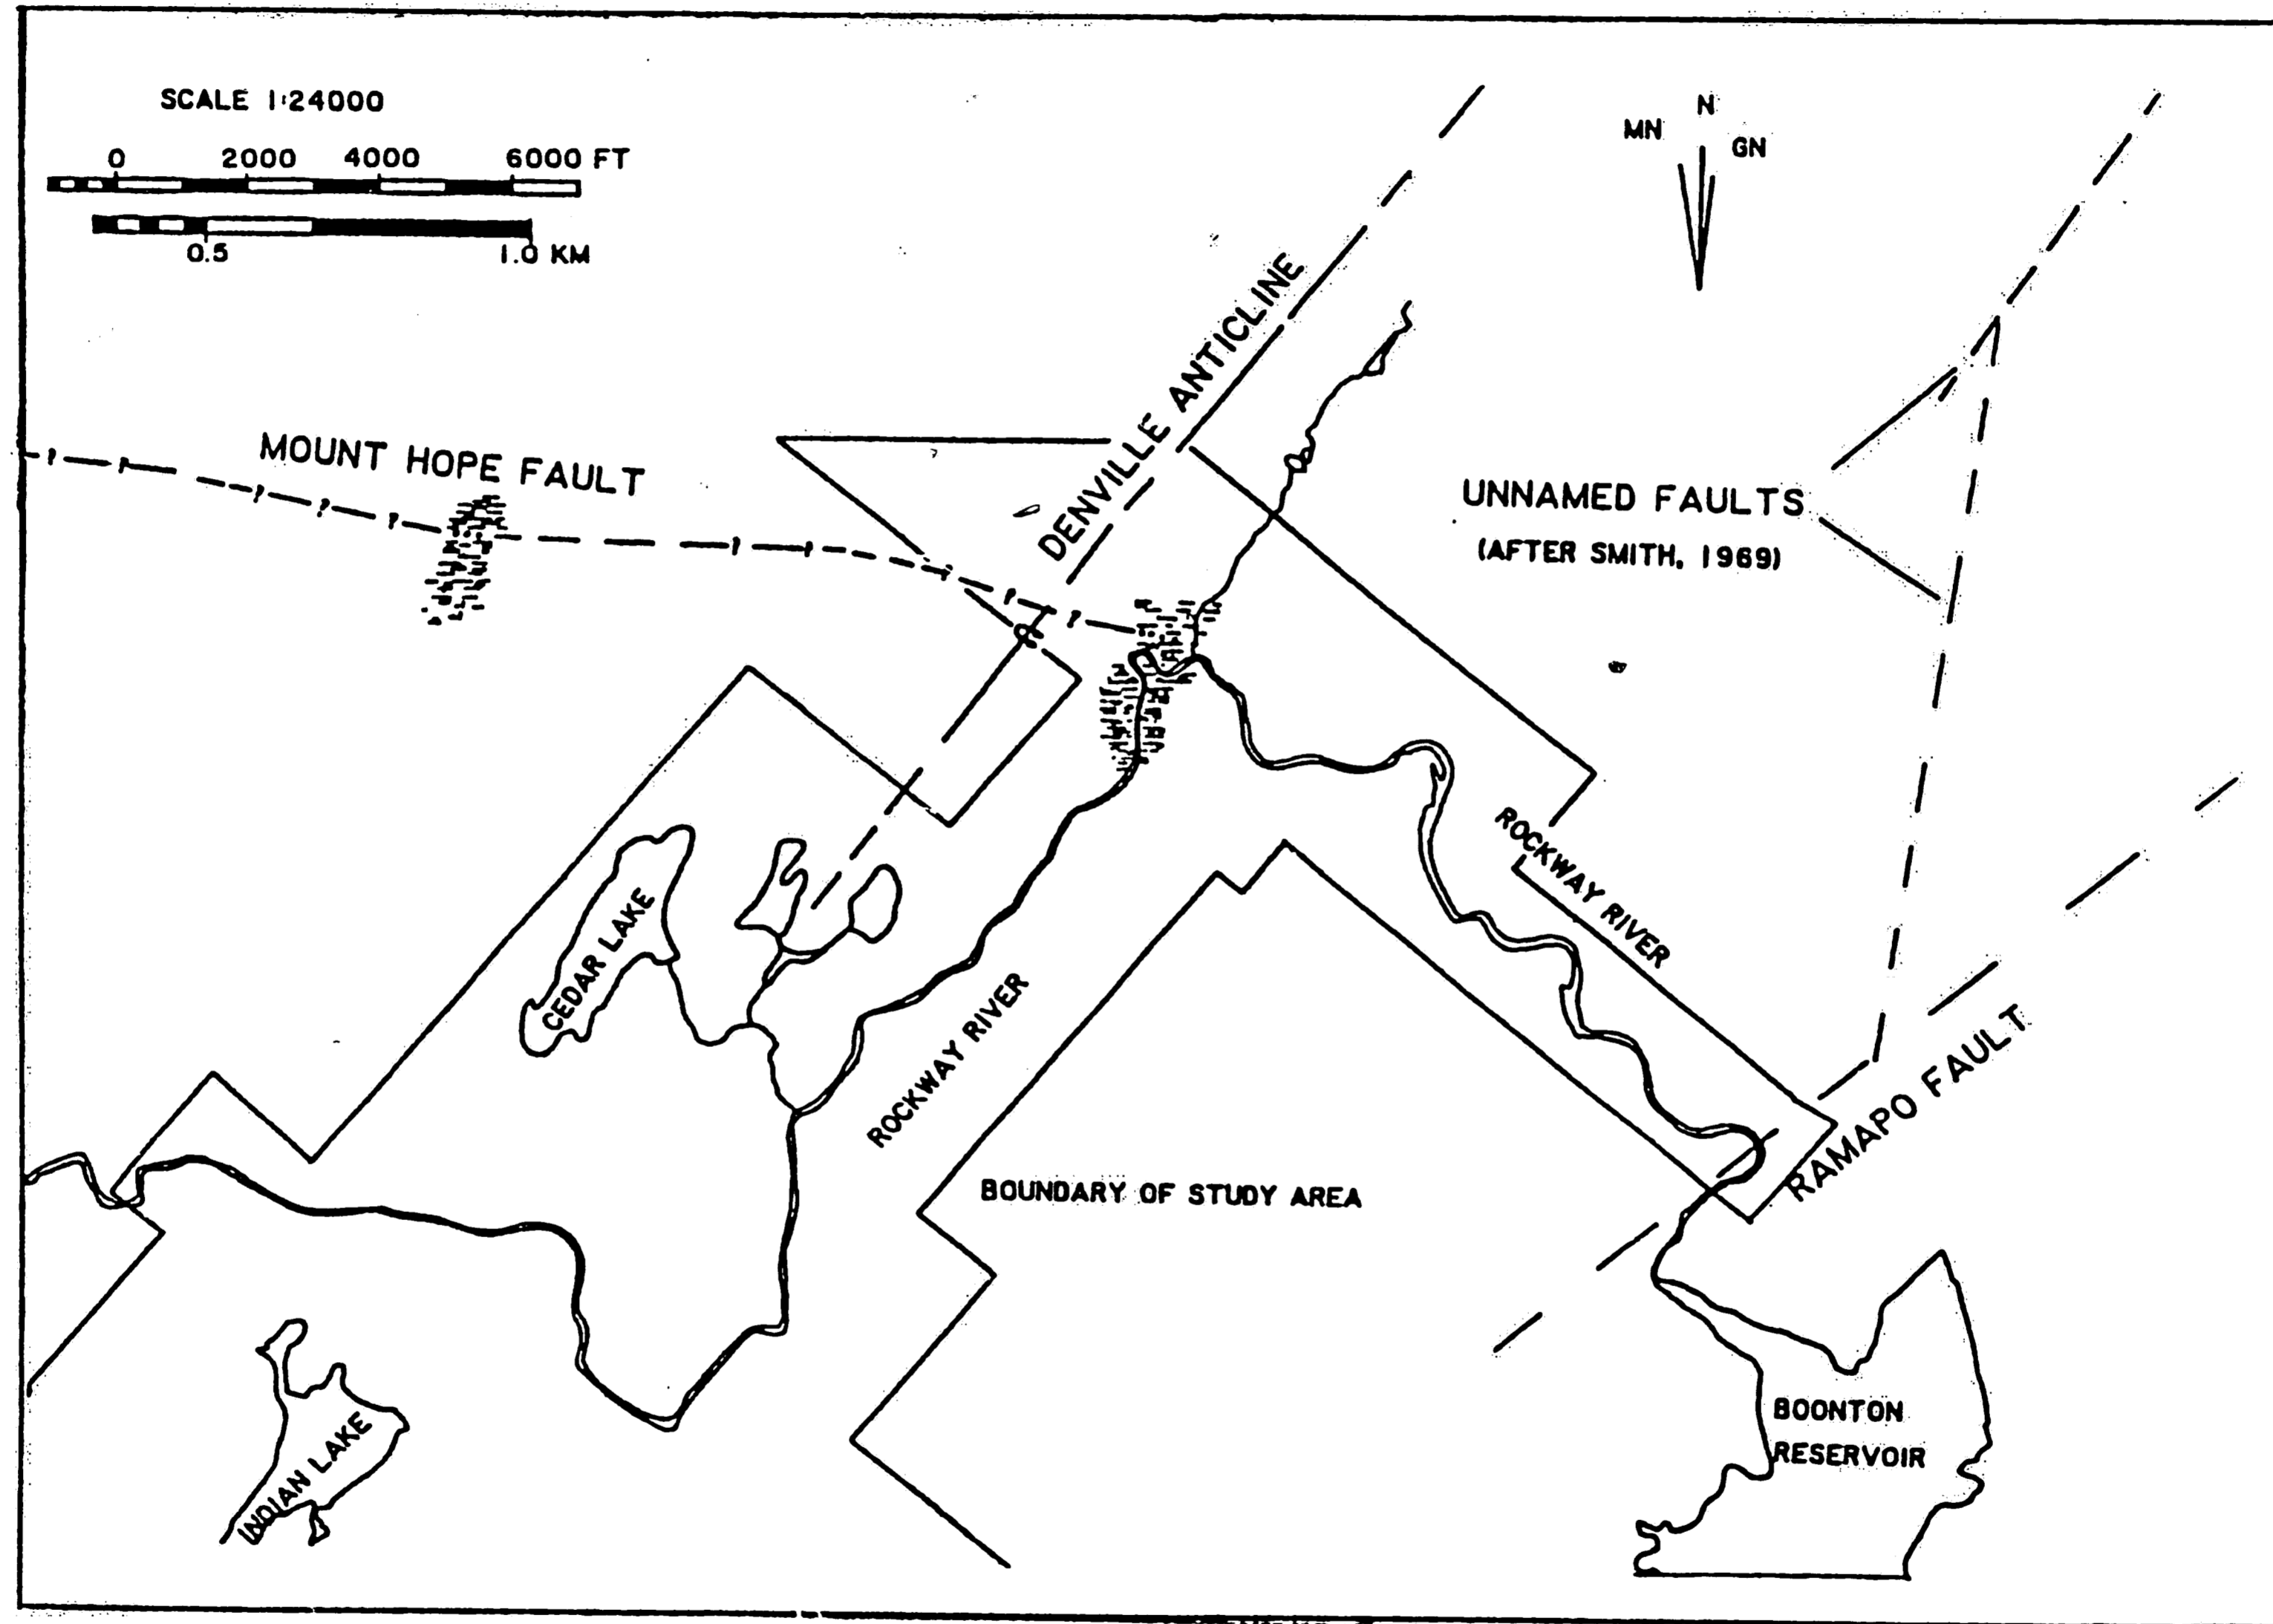 SCALE 1:24000
0 2000 4000 6000 FT
0.5 1.0 KM
N
MN GN
DENVILLE ANTICLINE
MOUNT HOPE FAULT
UNNAMED FAULTS
(AFTER SMITH, 1969)
ROCKWAY RIVER
CEDAR LAKE
ROCKWAY RIVER
RAMAPO FAULT
BOUNDARY OF STUDY AREA
INDIAN LAKE
BOONTON
RESERVOIR